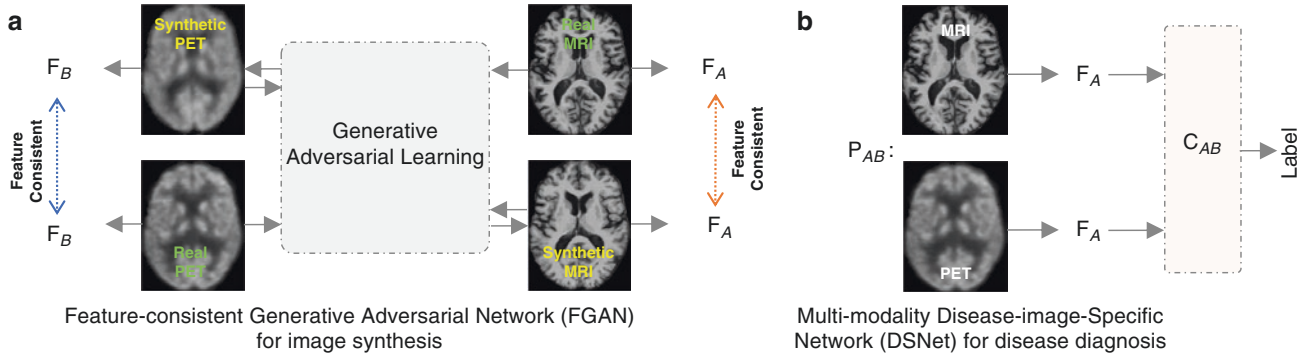 a
Synthetic
PET
Real
MRI
F_B
F_A
Feature
Consistent
Generative
Adversarial Learning
Feature
Consistent
F_B
F_A
Real
PET
Synthetic
MRI
Feature-consistent Generative Adversarial Network (FGAN)
for image synthesis
b
MRI
F_A
P_AB:
C_AB
Label
F_A
PET
Multi-modality Disease-image-Specific
Network (DSNet) for disease diagnosis